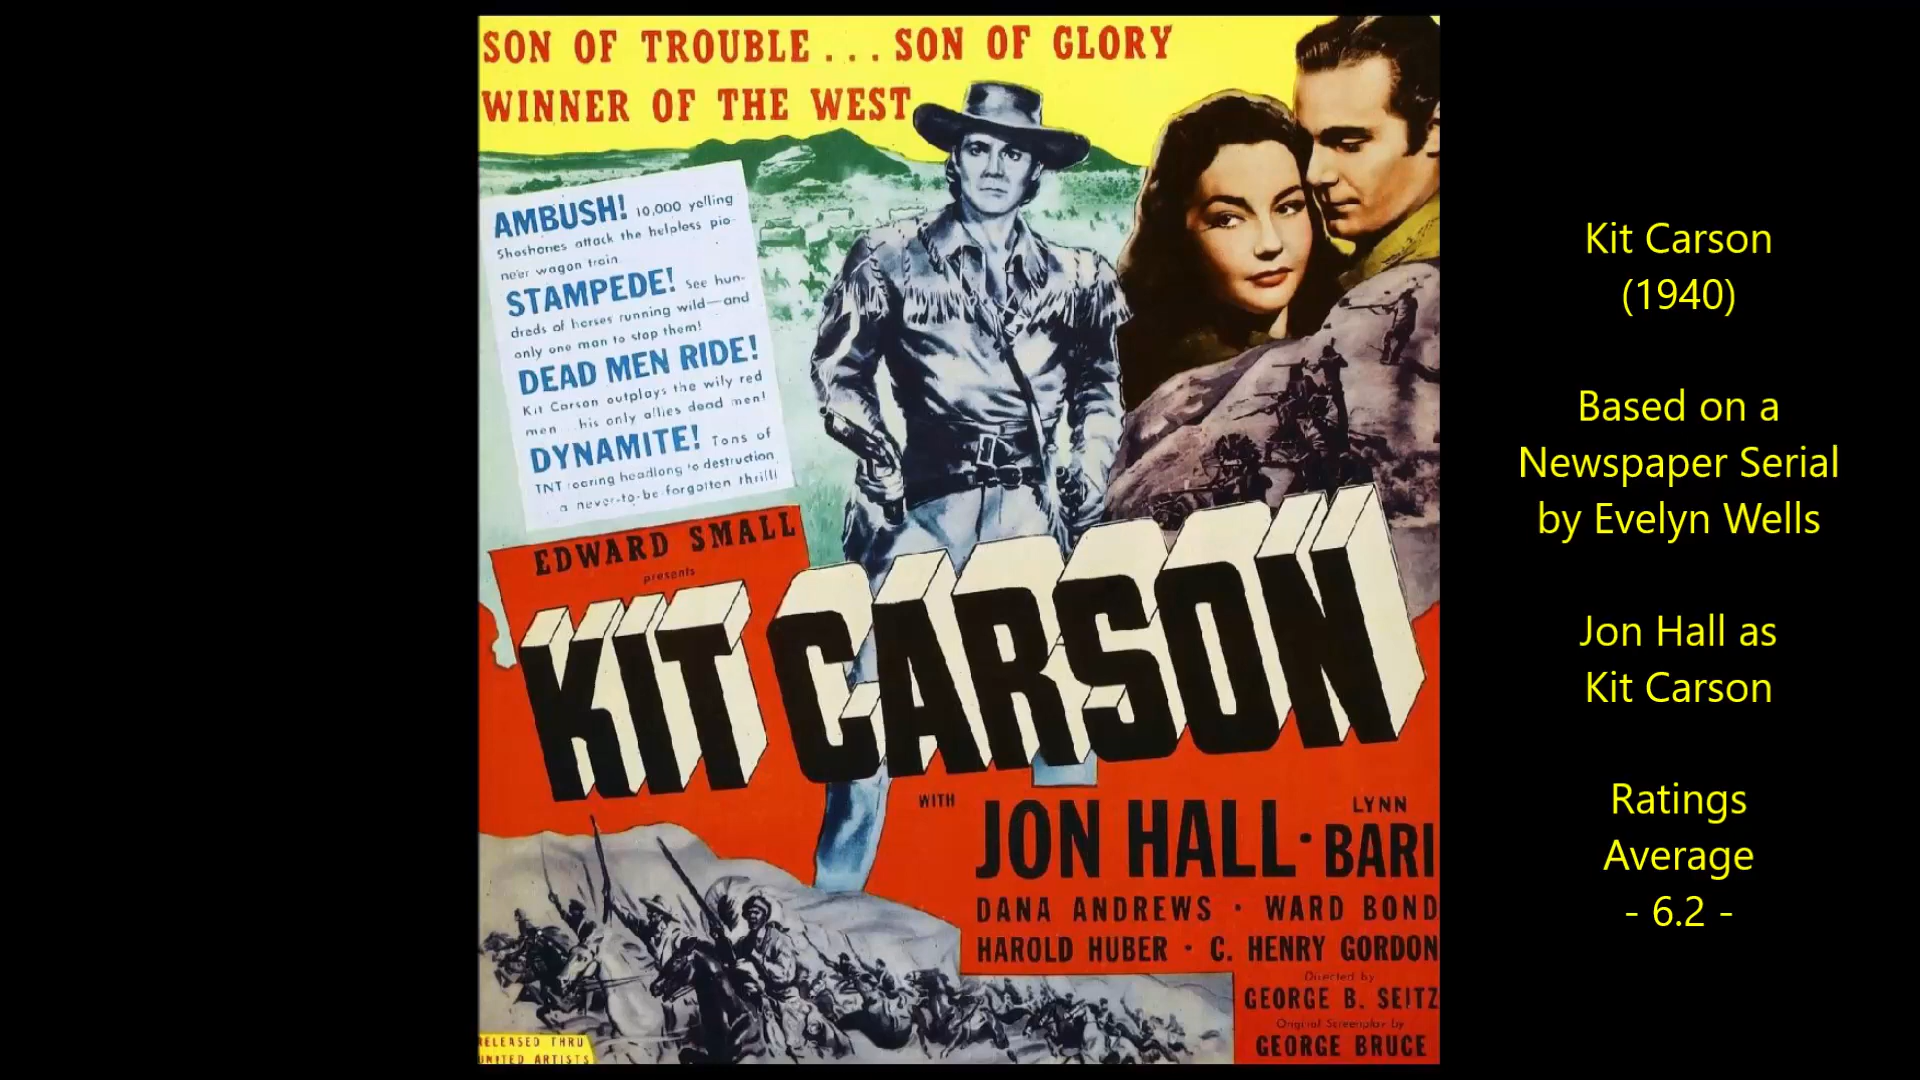 SON OF TROUBLE... SON OF GLORY
WINNER OF THE WEST
AMBUSH! 10,000 yelling
Shoshones attack the helpless pio-
neer wagon train.
STAMPEDE! See hun-
dreds of horses running wild—and
only one man to stop them!
DEAD MEN RIDE!
Kit Carson outplays the wily red
men...his only allies dead men!
DYNAMITE! Tons of
TNT roaring headlong to destruction
a never-to-be-forgotten thrill!
EDWARD SMALL
presents
KIT CARSON
WITH
JON HALL · LYNN BARI
DANA ANDREWS · WARD BOND
HAROLD HUBER · C. HENRY GORDON
Directed by
GEORGE B. SEITZ
Original Screenplay by
GEORGE BRUCE
RELEASED THRU
UNITED ARTISTS
Kit Carson
(1940)
Based on a
Newspaper Serial
by Evelyn Wells
Jon Hall as
Kit Carson
Ratings
Average
- 6.2 -